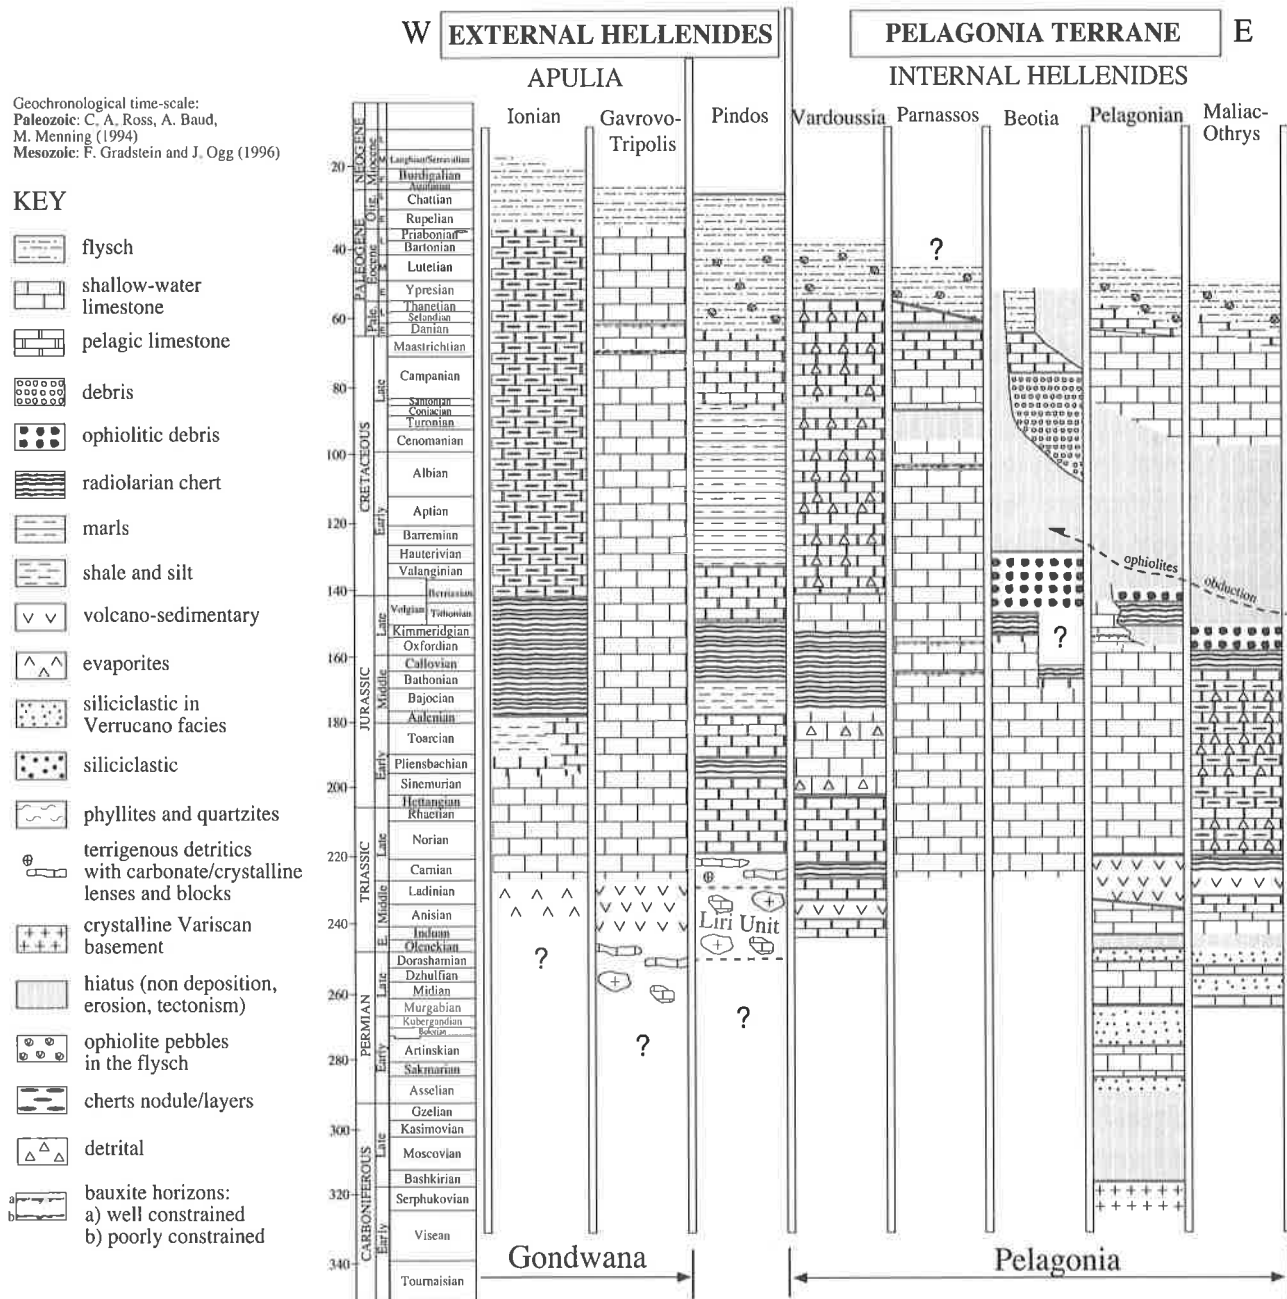 W
EXTERNAL HELLENIDES
PELAGONIA TERRANE
E
APULIA
INTERNAL HELLENIDES
Ionian
Gavrovo-
Tripolis
Pindos
Vardoussia
Parnassos
Beotia
Pelagonian
Maliac-
Othrys
Geochronological time-scale:
Paleozoic: C. A. Ross, A. Baud,
M. Menning (1994)
Mesozoic: F. Gradstein and J. Ogg (1996)
KEY
flysch
shallow-water
limestone
pelagic limestone
debris
ophiolitic debris
radiolarian chert
marls
shale and silt
volcano-sedimentary
evaporites
siliciclastic in
Verrucano facies
siliciclastic
phyllites and quartzites
terrigenous detritics
with carbonate/crystalline
lenses and blocks
crystalline Variscan
basement
hiatus (non deposition,
erosion, tectonism)
ophiolite pebbles
in the flysch
cherts nodule/layers
detrital
a
b
bauxite horizons:
a) well constrained
b) poorly constrained
20
40
60
80
100
120
140
160
180
200
220
240
260
280
300
320
340
NEOGENE
PALEOGENE
CRETACEOUS
JURASSIC
TRIASSIC
PERMIAN
CARBONIFEROUS
Miocene
Olig.
Eocene
Pale.
Late
Early
Late
Middle
Early
Late
Middle
E.
Late
Early
Late
Early
L
M
E
L
M
E
L
E
Langhian/Serravalian
Burdigalian
Aquitanian
Chattian
Rupelian
Priabonian
Bartonian
Lutetian
Ypresian
Thanetian
Selandian
Danian
Maastrichtian
Campanian
Santonian
Coniacian
Turonian
Cenomanian
Albian
Aptian
Barremian
Hauterivian
Valanginian
Berriasian
Volgian
Tithonian
Kimmeridgian
Oxfordian
Callovian
Bathonian
Bajocian
Aalenian
Toarcian
Pliensbachian
Sinemurian
Hettangian
Rhaetian
Norian
Carnian
Ladinian
Anisian
Induan
Olenekian
Dorashamian
Dzhulfian
Midian
Murgabian
Kubergandian
Bolorian
Artinskian
Sakmarian
Asselian
Gzelian
Kasimovian
Moscovian
Bashkirian
Serphukovian
Visean
Tournaisian
?
ophiolites
obduction
?
Liri Unit
?
?
?
Gondwana
Pelagonia